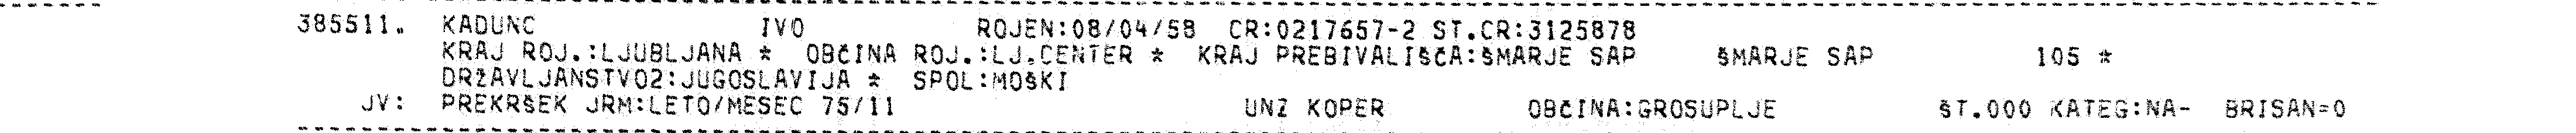 385511. KADUNC IVO ROJEN:08/04/58 CR:0217657-2 ST.CR:3125878
KRAJ ROJ.:LJUBLJANA * OBČINA ROJ.:LJ.CENTER * KRAJ PREBIVALIŠČA:ŠMARJE SAP ŠMARJE SAP 105 *
DRŽAVLJANSTVO2:JUGOSLAVIJA * SPOL:MOŠKI
JV: PREKRŠEK JRM:LETO/MESEC 75/11 UNZ KOPER OBČINA:GROSUPLJE ŠT.000 KATEG:NA- BRISAN=0